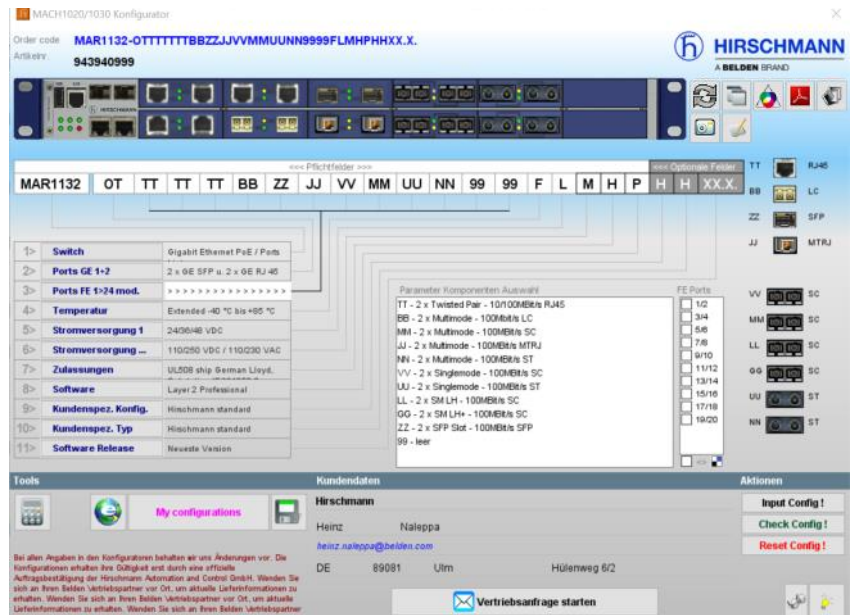 MACH1020/1030 Konfigurator
Order code MAR1132-OTTTTTTTBBZZJJVVMMUUNN9999FLMHPHHXX.X.
Artikelnr. 943940999
HIRSCHMANN
A BELDEN BRAND
<<< Pflichtfelder >>>
<<< Optionale Felder
MAR1132 OT TT TT TT BB ZZ JJ VV MM UU NN 99 99 F L M H P H H XX.X.
TT RJ45
BB LC
ZZ SFP
JJ MTRJ
VV SC
MM SC
LL SC
GG SC
UU ST
NN ST
1> Switch Gigabit Ethernet PoE / Ports
2> Ports GE 1+2 2 x GE SFP u. 2 x GE RJ 45
3> Ports FE 1>24 mod. > > > > > > > > > > > > > > > >
4> Temperatur Extended -40 °C bis +85 °C
5> Stromversorgung 1 24/36/48 VDC
6> Stromversorgung ... 110/250 VDC / 110/230 VAC
7> Zulassungen UL508 ship German Lloyd,
8> Software Layer 2 Professional
9> Kundenspez. Konfig. Hirschmann standard
10> Kundenspez. Typ Hirschmann standard
11> Software Release Neueste Version
Parameter Komponenten Auswahl
TT - 2 x Twisted Pair - 10/100MBit/s RJ45
BB - 2 x Multimode - 100Mbit/s LC
MM - 2 x Multimode - 100MBit/s SC
JJ - 2 x Multimode - 100MBit/s MTRJ
NN - 2 x Multimode - 100MBit/s ST
VV - 2 x Singlemode - 100MBit/s SC
UU - 2 x Singlemode - 100MBit/s ST
LL - 2 x SM LH - 100MBit/s SC
GG - 2 x SM LH+ - 100MBit/s SC
ZZ - 2 x SFP Slot - 100MBit/s SFP
99 - leer
FE Ports
1/2
3/4
5/6
7/8
9/10
11/12
13/14
15/16
17/18
19/20
<>
Tools
My configurations
Bei allen Angaben in den Konfiguratoren behalten wir uns Änderungen vor. Die
Konfigurationen erhalten ihre Gültigkeit erst durch eine offizielle
Auftragsbestätigung der Hirschmann Automation and Control GmbH. Wenden Sie
sich an Ihren Belden Vertriebspartner vor Ort, um aktuelle Lieferinformationen zu
erhalten. Wenden Sie sich an Ihren Belden Vertriebspartner vor Ort, um aktuelle
Lieferinformationen zu erhalten. Wenden Sie sich an Ihren Belden Vertriebspartner
Kundendaten
Hirschmann
Heinz Naleppa
heinz.naleppa@belden.com
DE 89081 Ulm Hülenweg 6/2
Vertriebsanfrage starten
Aktionen
Input Config !
Check Config !
Reset Config !